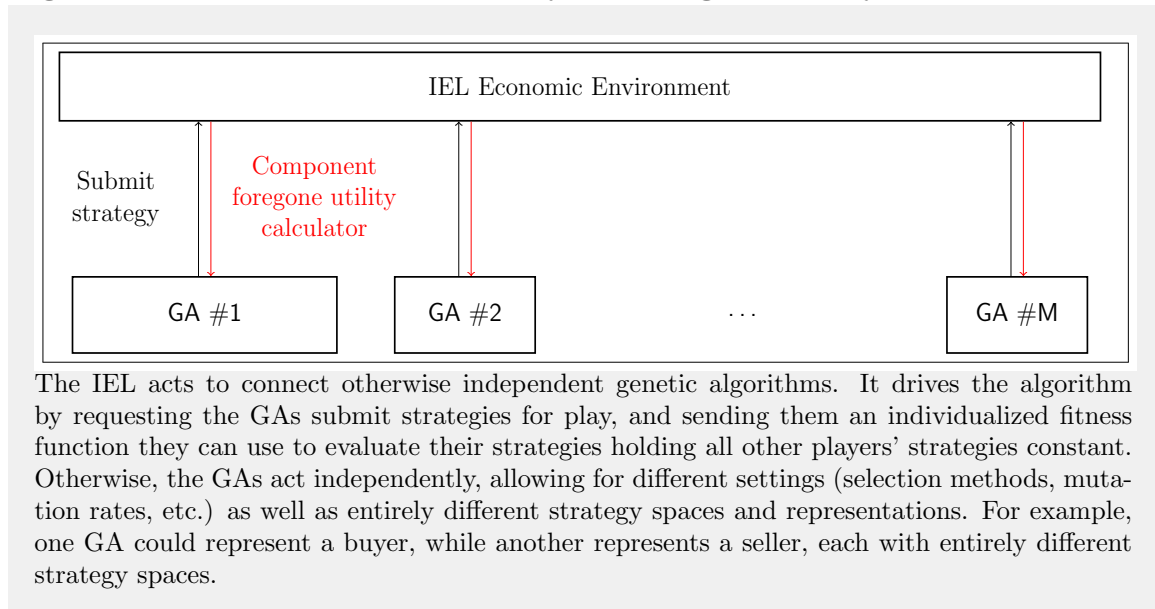 IEL Economic Environment
Submit
strategy
Component
foregone utility
calculator
GA #1
GA #2
...
GA #M
The IEL acts to connect otherwise independent genetic algorithms. It drives the algorithm
by requesting the GAs submit strategies for play, and sending them an individualized fitness
function they can use to evaluate their strategies holding all other players' strategies constant.
Otherwise, the GAs act independently, allowing for different settings (selection methods, muta-
tion rates, etc.) as well as entirely different strategy spaces and representations. For example,
one GA could represent a buyer, while another represents a seller, each with entirely different
strategy spaces.